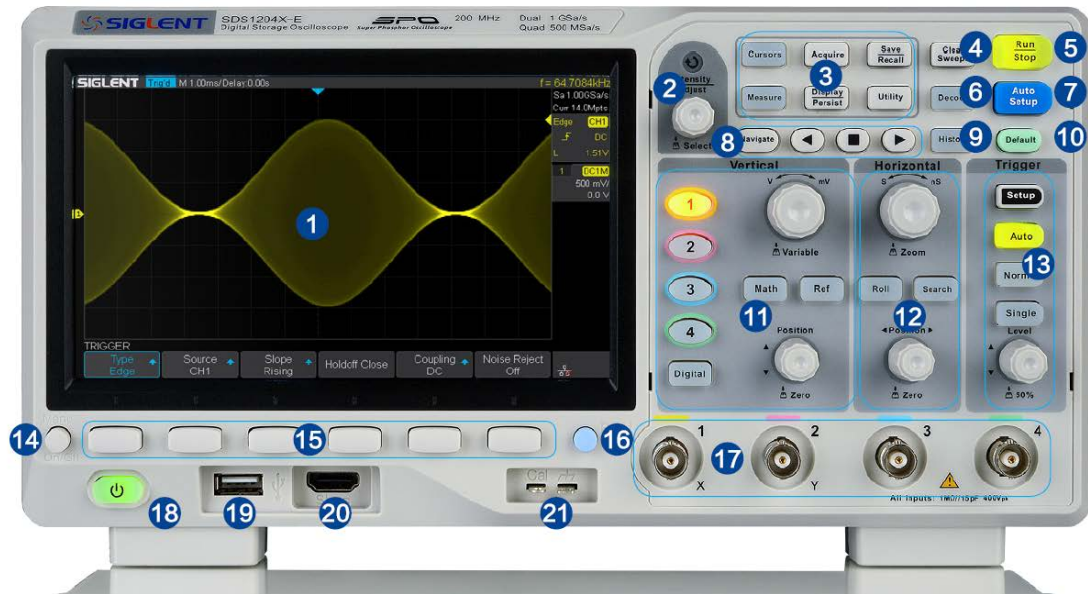 SIGLENT
SDS1204X-E
Digital Storage Oscilloscope
SPO
Super Phosphor Oscilloscope
200 MHz
Dual 1 GSa/s
Quad 500 MSa/s
SIGLENT Trig'd M 1.00ms/ Delay:0.00s
f = 64.7084kHz
Sa 1.00GSa/s
Curr 14.0Mpts
Edge CH1
DC
L 1.51V
1 DC1M
500 mV/
0.0 V
1
TRIGGER
Type
Edge
Source
CH1
Slope
Rising
Holdoff Close
Coupling
DC
Noise Reject
Off
2
Select
Cursors
Acquire
Save
Recall
Clear
Sweeps
4
Run
Stop
5
3
Measure
Display
Persist
Utility
Decode
6
Auto
Setup
7
8
Navigate
9
Default
10
Vertical
Horizontal
Trigger
V mV
S nS
1
2
3
4
Digital
Variable
Zoom
Math
Ref
Roll
Search
11
12
13
Position
Position
Zero
Zero
Setup
Auto
Single
Level
50%
14
15
16
17
1
2
3
4
X
Y
All inputs: 1MΩ//15pF 400Vpk
18
19
20
Cal
21